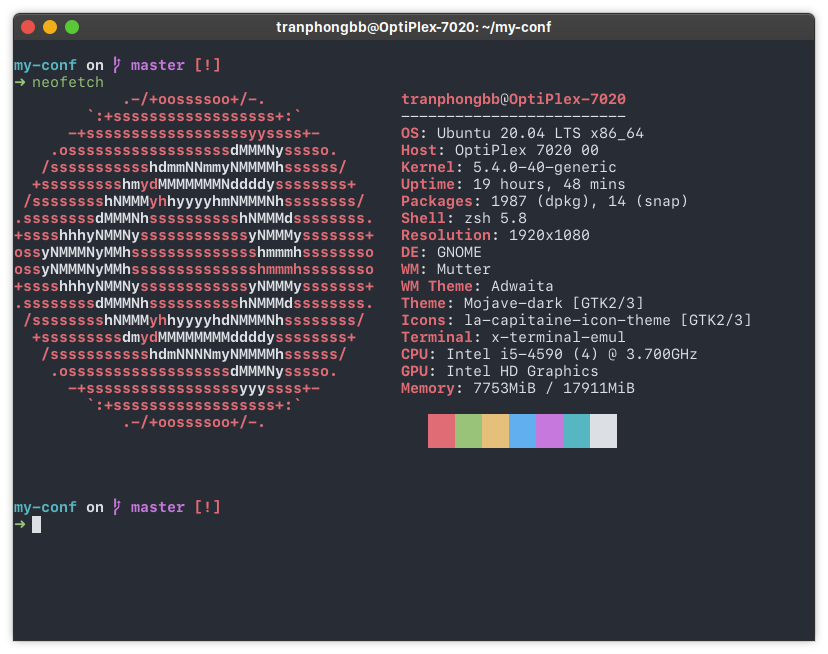 tranphongbb@OptiPlex-7020: ~/my-conf
my-conf on master [!]
➜ neofetch
            .-/+oossssoo+/-.
        `:+ssssssssssssssssss+:`
      -+ssssssssssssssssssyyssss+-
    .ossssssssssssssssssdMMMNysssso.
   /ssssssssssshdmmNNmmyNMMMMhssssss/
  +ssssssssshmydMMMMMMMNddddyssssssss+
 /sssssssshNMMMyhhyyyyhmNMMMNhssssssss/
.ssssssssdMMMNhsssssssssshNMMMdssssssss.
+sssshhhyNMMNyssssssssssssyNMMMysssssss+
ossyNMMMNyMMhsssssssssssssshmmmhssssssso
ossyNMMMNyMMhsssssssssssssshmmmhssssssso
+sssshhhyNMMNyssssssssssssyNMMMysssssss+
.ssssssssdMMMNhsssssssssshNMMMdssssssss.
 /sssssssshNMMMyhhyyyyhdNMMMNhssssssss/
  +sssssssssdmydMMMMMMMMddddyssssssss+
   /ssssssssssshdmNNNNmyNMMMMhssssss/
    .ossssssssssssssssssdMMMNysssso.
      -+sssssssssssssssssyyyssss+-
        `:+ssssssssssssssssss+:`
            .-/+oossssoo+/-.
tranphongbb@OptiPlex-7020
-------------------------
OS: Ubuntu 20.04 LTS x86_64
Host: OptiPlex 7020 00
Kernel: 5.4.0-40-generic
Uptime: 19 hours, 48 mins
Packages: 1987 (dpkg), 14 (snap)
Shell: zsh 5.8
Resolution: 1920x1080
DE: GNOME
WM: Mutter
WM Theme: Adwaita
Theme: Mojave-dark [GTK2/3]
Icons: la-capitaine-icon-theme [GTK2/3]
Terminal: x-terminal-emul
CPU: Intel i5-4590 (4) @ 3.700GHz
GPU: Intel HD Graphics
Memory: 7753MiB / 17911MiB
my-conf on master [!]
➜